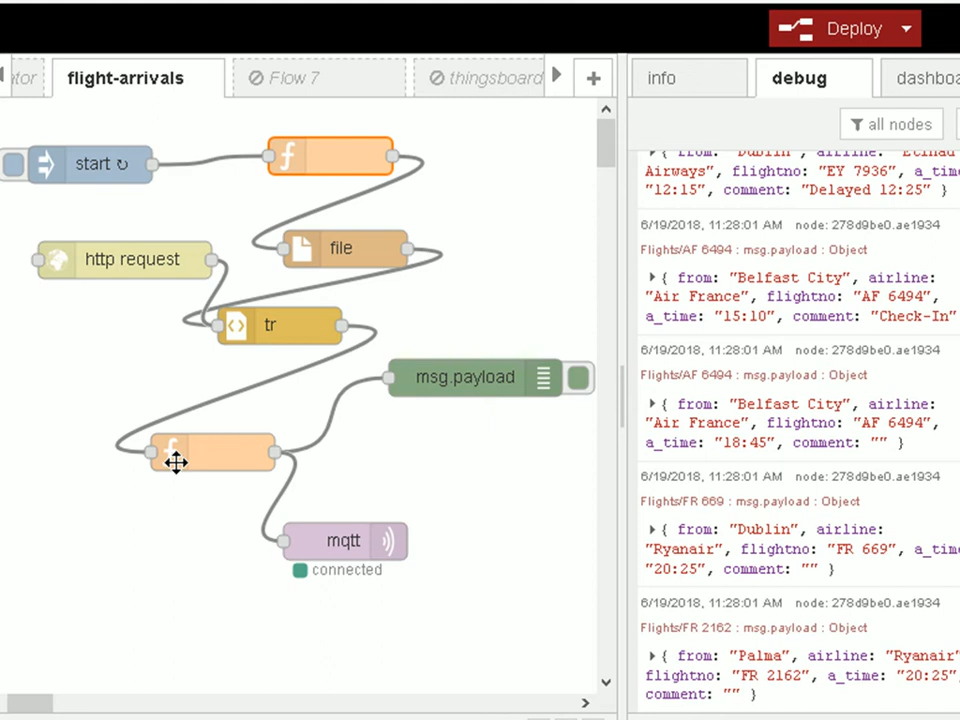 Deploy
tor
flight-arrivals
Flow 7
thingsboard
info
debug
dashboa
all nodes
start ↻
f
file
http request
tr
msg.payload
f
mqtt
connected
{ from: "Dublin", airline: "Etihad
Airways", flightno: "EY 7936", a_time
"12:15", comment: "Delayed 12:25" }
6/19/2018, 11:28:01 AM node: 278d9be0.ae1934
Flights/AF 6494 : msg.payload : Object
{ from: "Belfast City", airline:
"Air France", flightno: "AF 6494",
a_time: "15:10", comment: "Check-In"
6/19/2018, 11:28:01 AM node: 278d9be0.ae1934
Flights/AF 6494 : msg.payload : Object
{ from: "Belfast City", airline:
"Air France", flightno: "AF 6494",
a_time: "18:45", comment: "" }
6/19/2018, 11:28:01 AM node: 278d9be0.ae1934
Flights/FR 669 : msg.payload : Object
{ from: "Dublin", airline:
"Ryanair", flightno: "FR 669", a_time
"20:25", comment: "" }
6/19/2018, 11:28:01 AM node: 278d9be0.ae1934
Flights/FR 2162 : msg.payload : Object
{ from: "Palma", airline: "Ryanair"
flightno: "FR 2162", a_time: "20:25",
comment: "" }